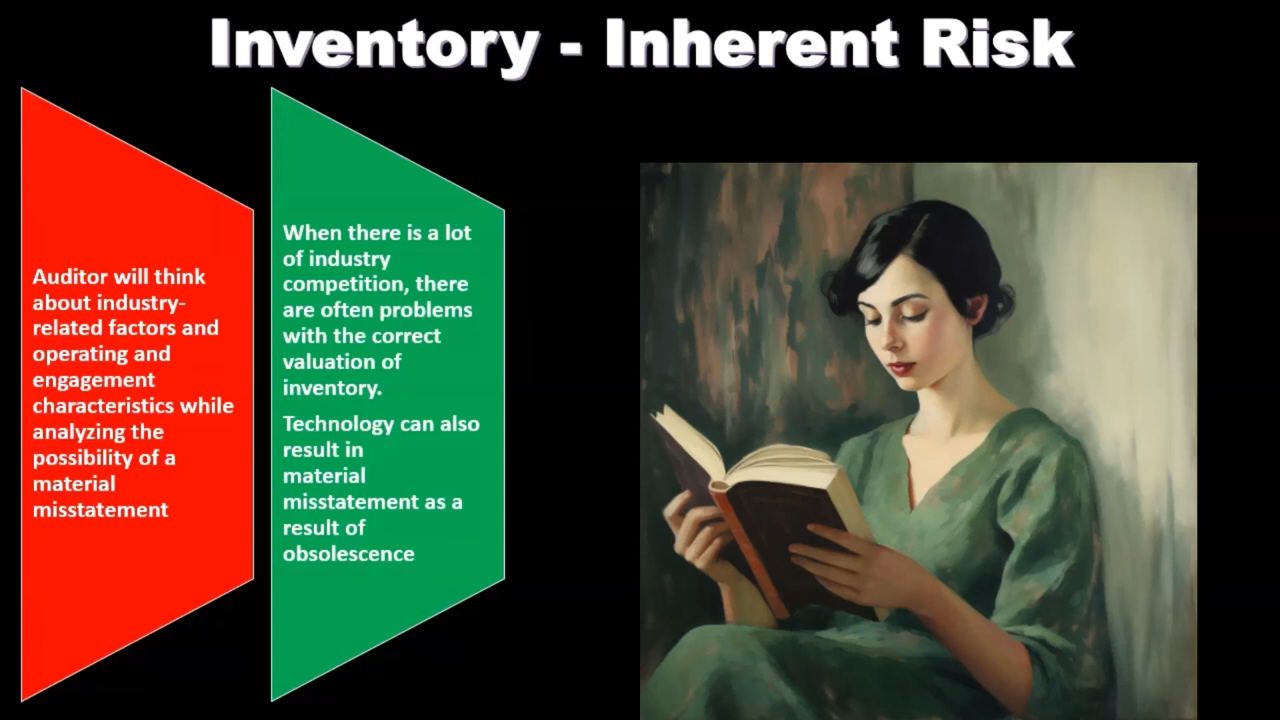 Inventory - Inherent Risk
Auditor will think
about industry-
related factors and
operating and
engagement
characteristics while
analyzing the
possibility of a
material
misstatement
When there is a lot
of industry
competition, there
are often problems
with the correct
valuation of
inventory.
Technology can also
result in
material
misstatement as a
result of
obsolescence